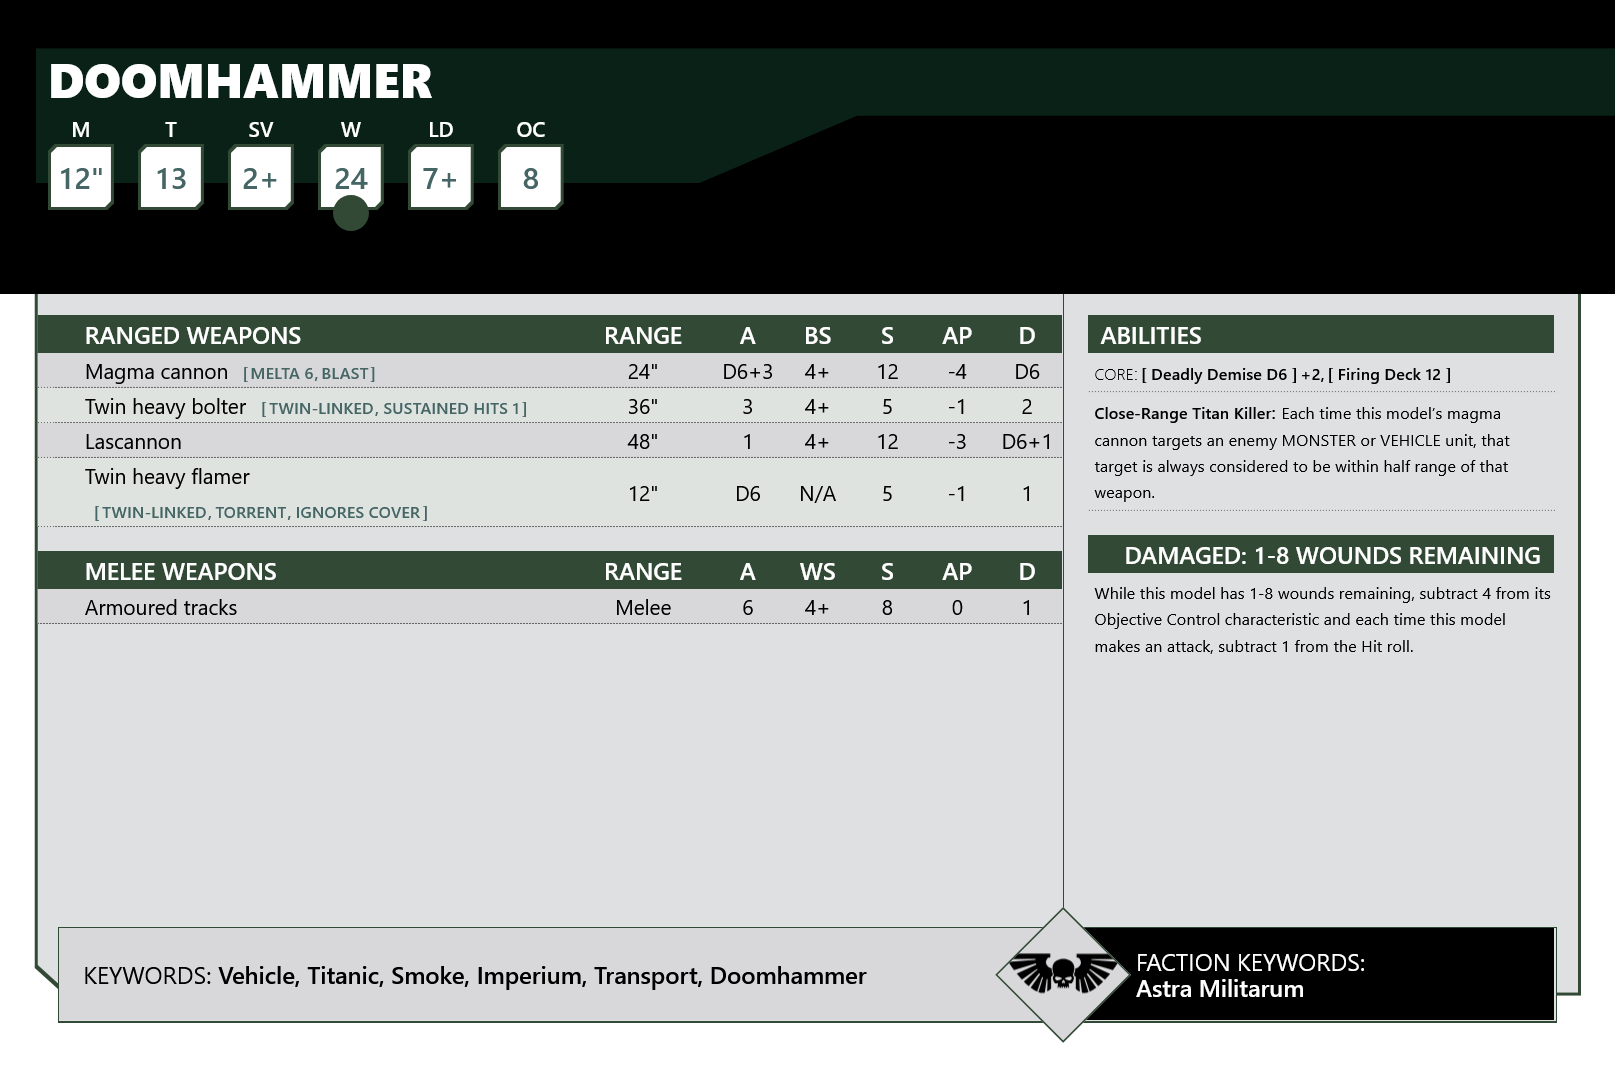 DOOMHAMMER
M T SV W LD OC
12" 13 2+ 24 7+ 8
RANGED WEAPONS RANGE A BS S AP D
Magma cannon [MELTA 6, BLAST] 24" D6+3 4+ 12 -4 D6
Twin heavy bolter [TWIN-LINKED, SUSTAINED HITS 1] 36" 3 4+ 5 -1 2
Lascannon 48" 1 4+ 12 -3 D6+1
Twin heavy flamer
[TWIN-LINKED, TORRENT, IGNORES COVER] 12" D6 N/A 5 -1 1
MELEE WEAPONS RANGE A WS S AP D
Armoured tracks Melee 6 4+ 8 0 1
ABILITIES
CORE: [ Deadly Demise D6 ] +2, [ Firing Deck 12 ]
Close-Range Titan Killer: Each time this model’s magma
cannon targets an enemy MONSTER or VEHICLE unit, that
target is always considered to be within half range of that
weapon.
DAMAGED: 1-8 WOUNDS REMAINING
While this model has 1-8 wounds remaining, subtract 4 from its
Objective Control characteristic and each time this model
makes an attack, subtract 1 from the Hit roll.
KEYWORDS: Vehicle, Titanic, Smoke, Imperium, Transport, Doomhammer
FACTION KEYWORDS:
Astra Militarum